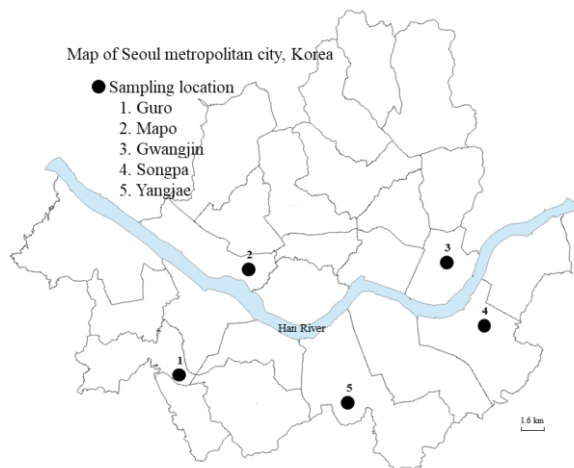 Map of Seoul metropolitan city, Korea
Sampling location
1. Guro
2. Mapo
3. Gwangjin
4. Songpa
5. Yangjae
2
3
4
Han River
1
5
1.6 km